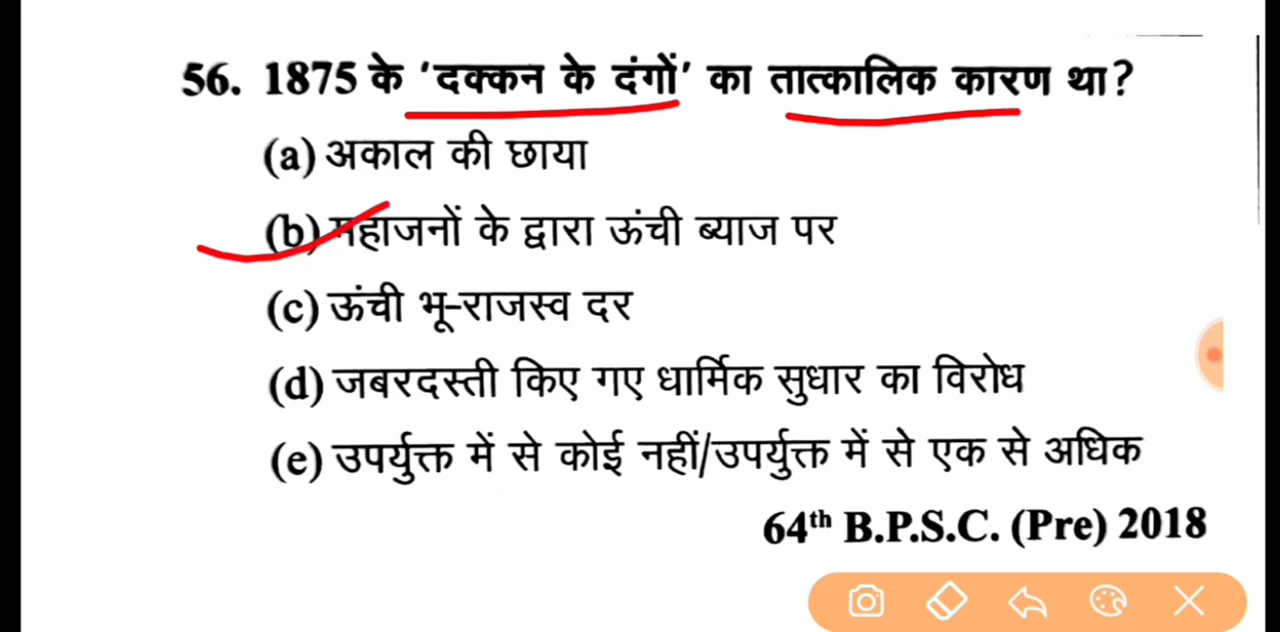 56. 1875 के 'दक्कन के दंगों' का तात्कालिक कारण था?
(a) अकाल की छाया
(b) महाजनों के द्वारा ऊंची ब्याज पर
(c) ऊंची भू-राजस्व दर
(d) जबरदस्ती किए गए धार्मिक सुधार का विरोध
(e) उपर्युक्त में से कोई नहीं/उपर्युक्त में से एक से अधिक
64th B.P.S.C. (Pre) 2018